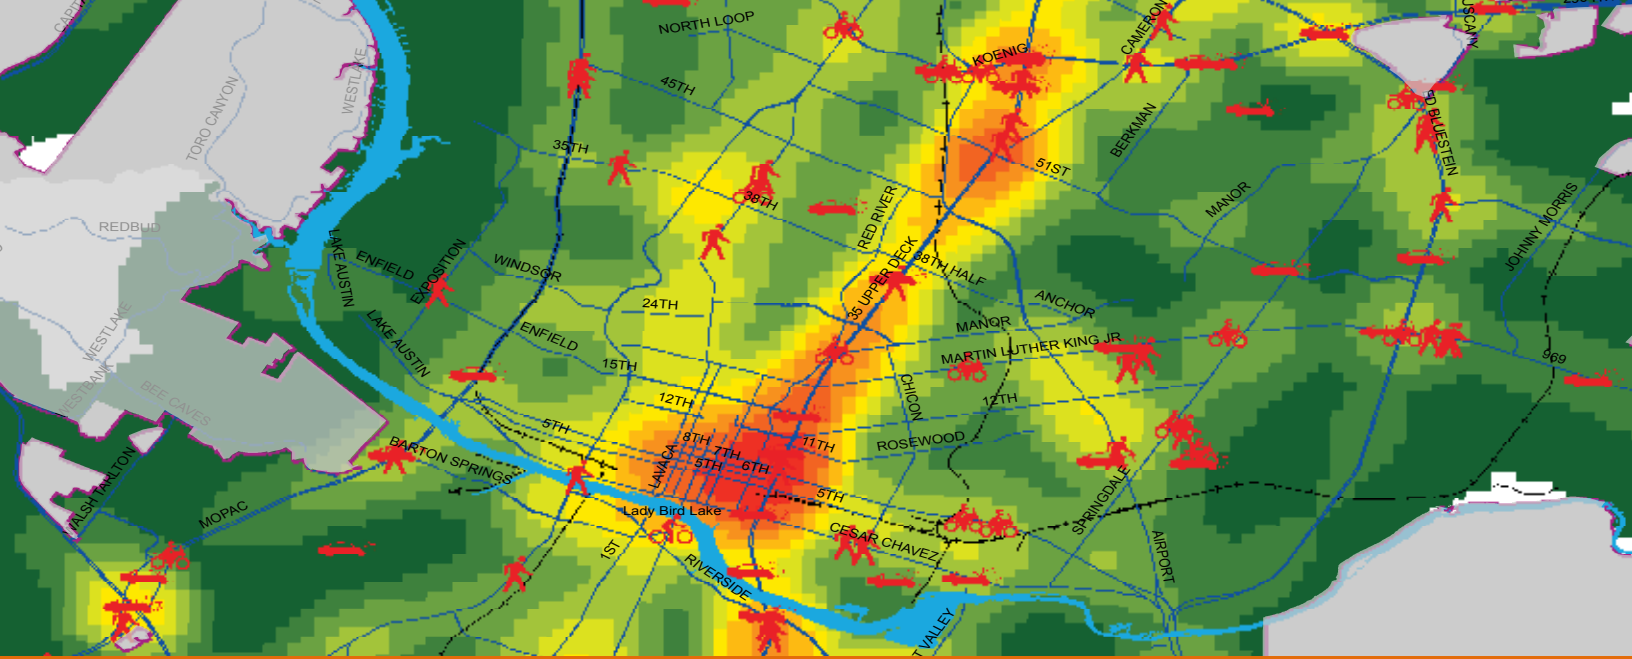 NORTH LOOP
KOENIG
CAMERON
TORO CANYON
WESTLAKE
45TH
BERKMAN
35TH
51ST
38TH
RED RIVER
MANOR
JOHNNY MORRIS
REDBUD
LAKE AUSTIN
ENFIELD
EXPOSITION
WINDSOR
35 UPPER DECK
38TH HALF
24TH
ANCHOR
MANOR
WESTLAKE
LAKE AUSTIN
ENFIELD
MARTIN LUTHER KING JR
969
15TH
WESTBANK
BEE CAVES
CHICON
12TH
12TH
5TH
8TH
11TH
ROSEWOOD
BARTON SPRINGS
LAVACA
7TH
5TH
6TH
5TH
WALSH TARLTON
MOPAC
Lady Bird Lake
SPRINGDALE
CESAR CHAVEZ
1ST
RIVERSIDE
AIRPORT